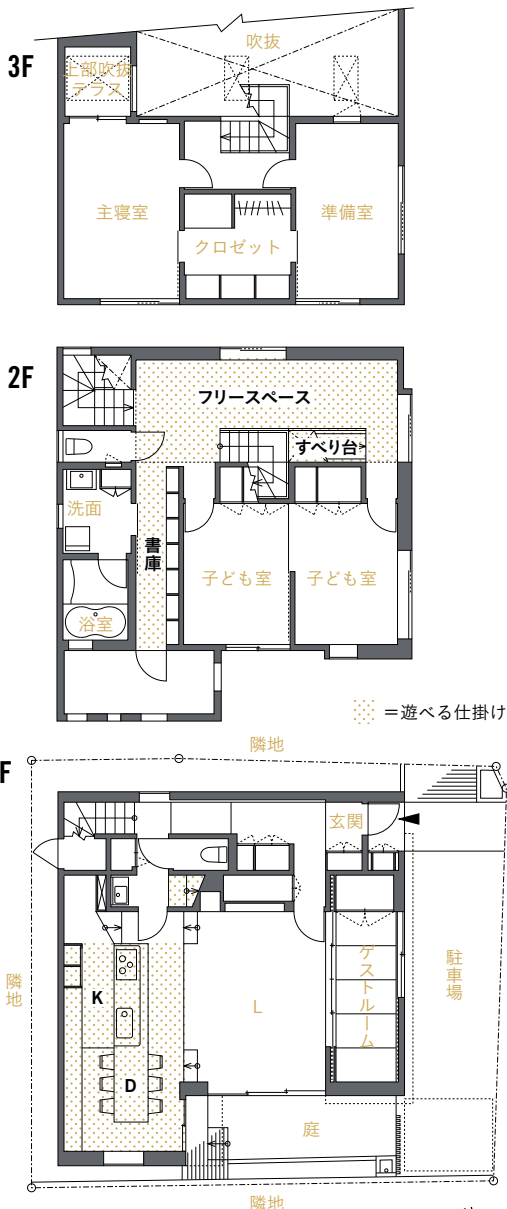 3F
吹抜
上部吹抜
テラス
主寝室
準備室
クロゼット
2F
フリースペース
すべり台
洗面
書庫
子ども室
子ども室
浴室
=遊べる仕掛け
隣地
F
玄関
隣地
K
L
ゲストルーム
駐車場
D
庭
隣地